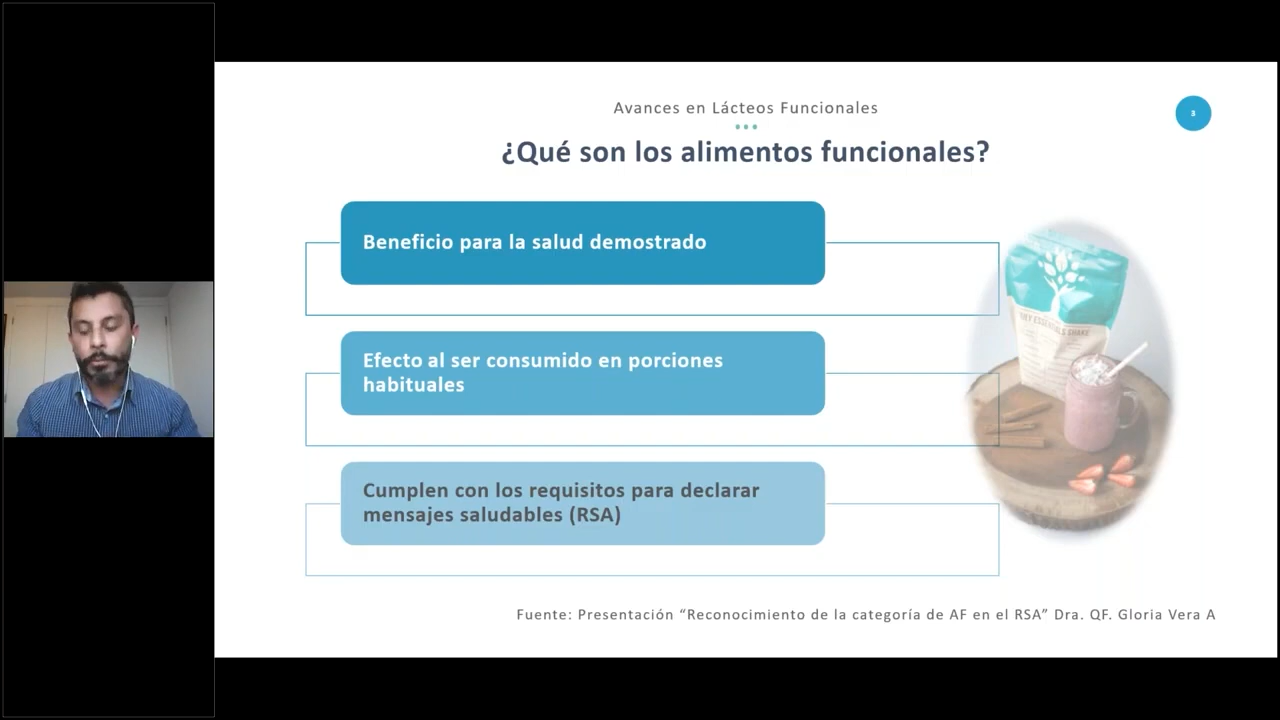 Avances en Lácteos Funcionales
3
¿Qué son los alimentos funcionales?
Beneficio para la salud demostrado
Efecto al ser consumido en porciones
habituales
Cumplen con los requisitos para declarar
mensajes saludables (RSA)
Fuente: Presentación “Reconocimiento de la categoría de AF en el RSA” Dra. QF. Gloria Vera A